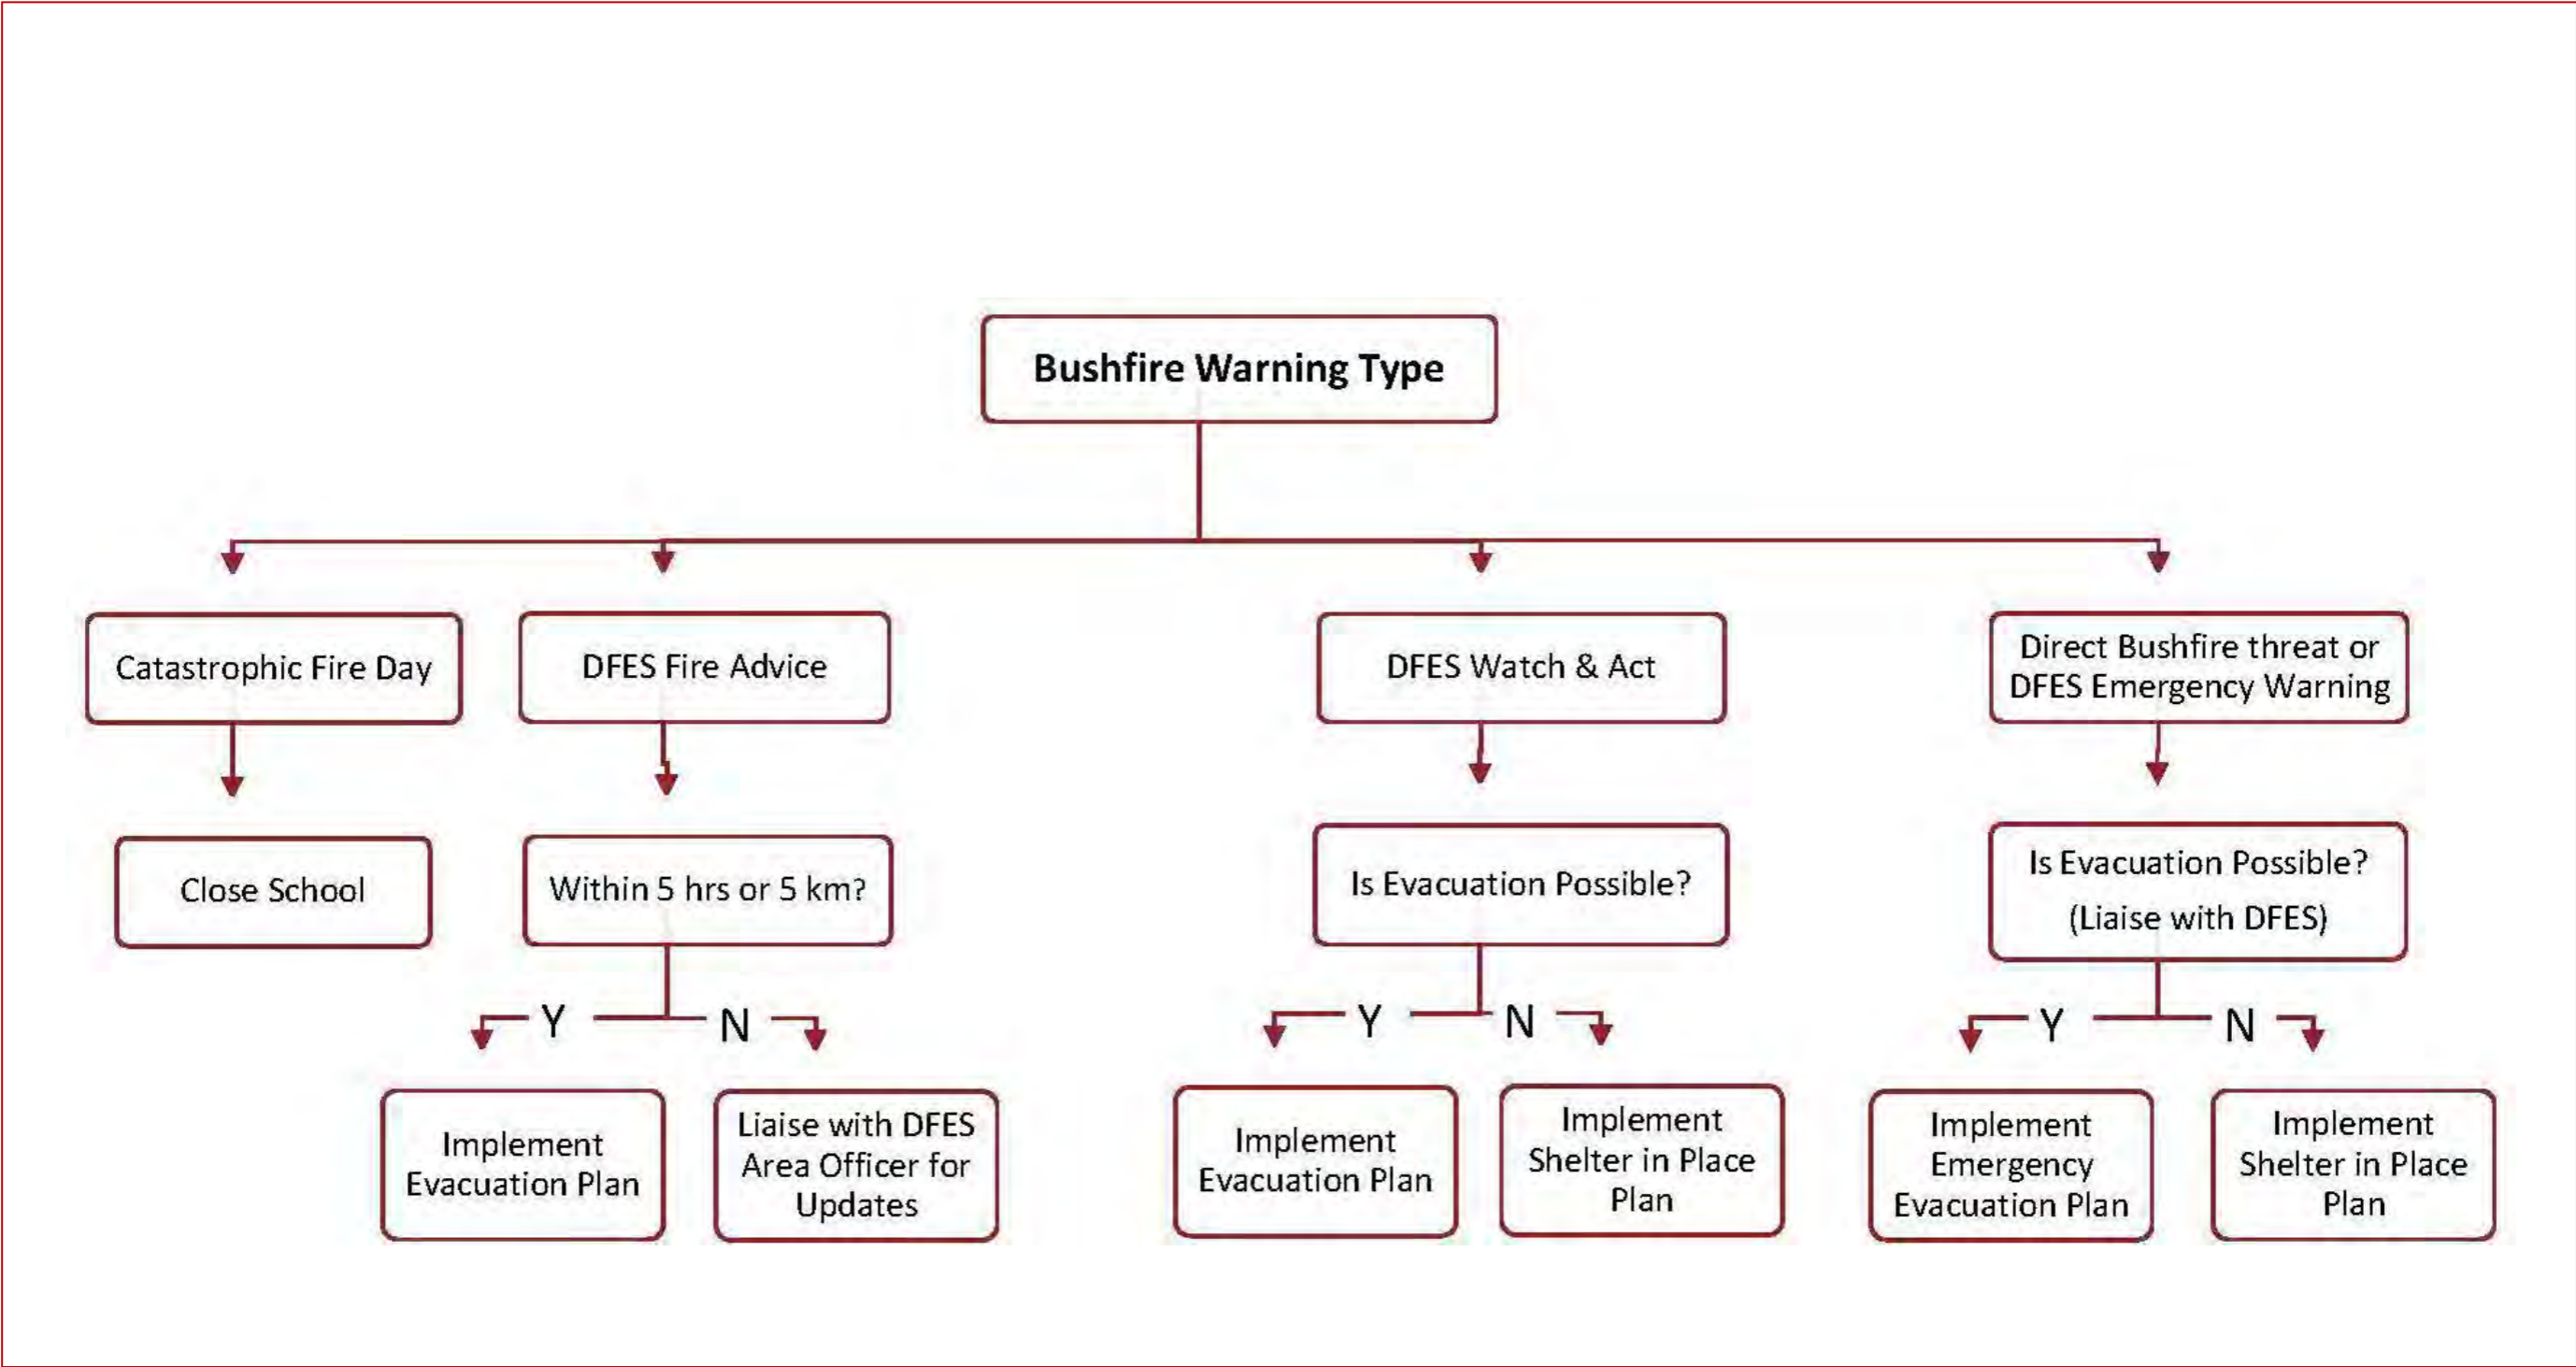 Bushfire Warning Type
Catastrophic Fire Day
DFES Fire Advice
DFES Watch & Act
Direct Bushfire threat or
DFES Emergency Warning
Close School
Within 5 hrs or 5 km?
Is Evacuation Possible?
Is Evacuation Possible?
(Liaise with DFES)
Y
N
Y
N
Y
N
Implement
Evacuation Plan
Liaise with DFES
Area Officer for
Updates
Implement
Evacuation Plan
Implement
Shelter in Place
Plan
Implement
Emergency
Evacuation Plan
Implement
Shelter in Place
Plan